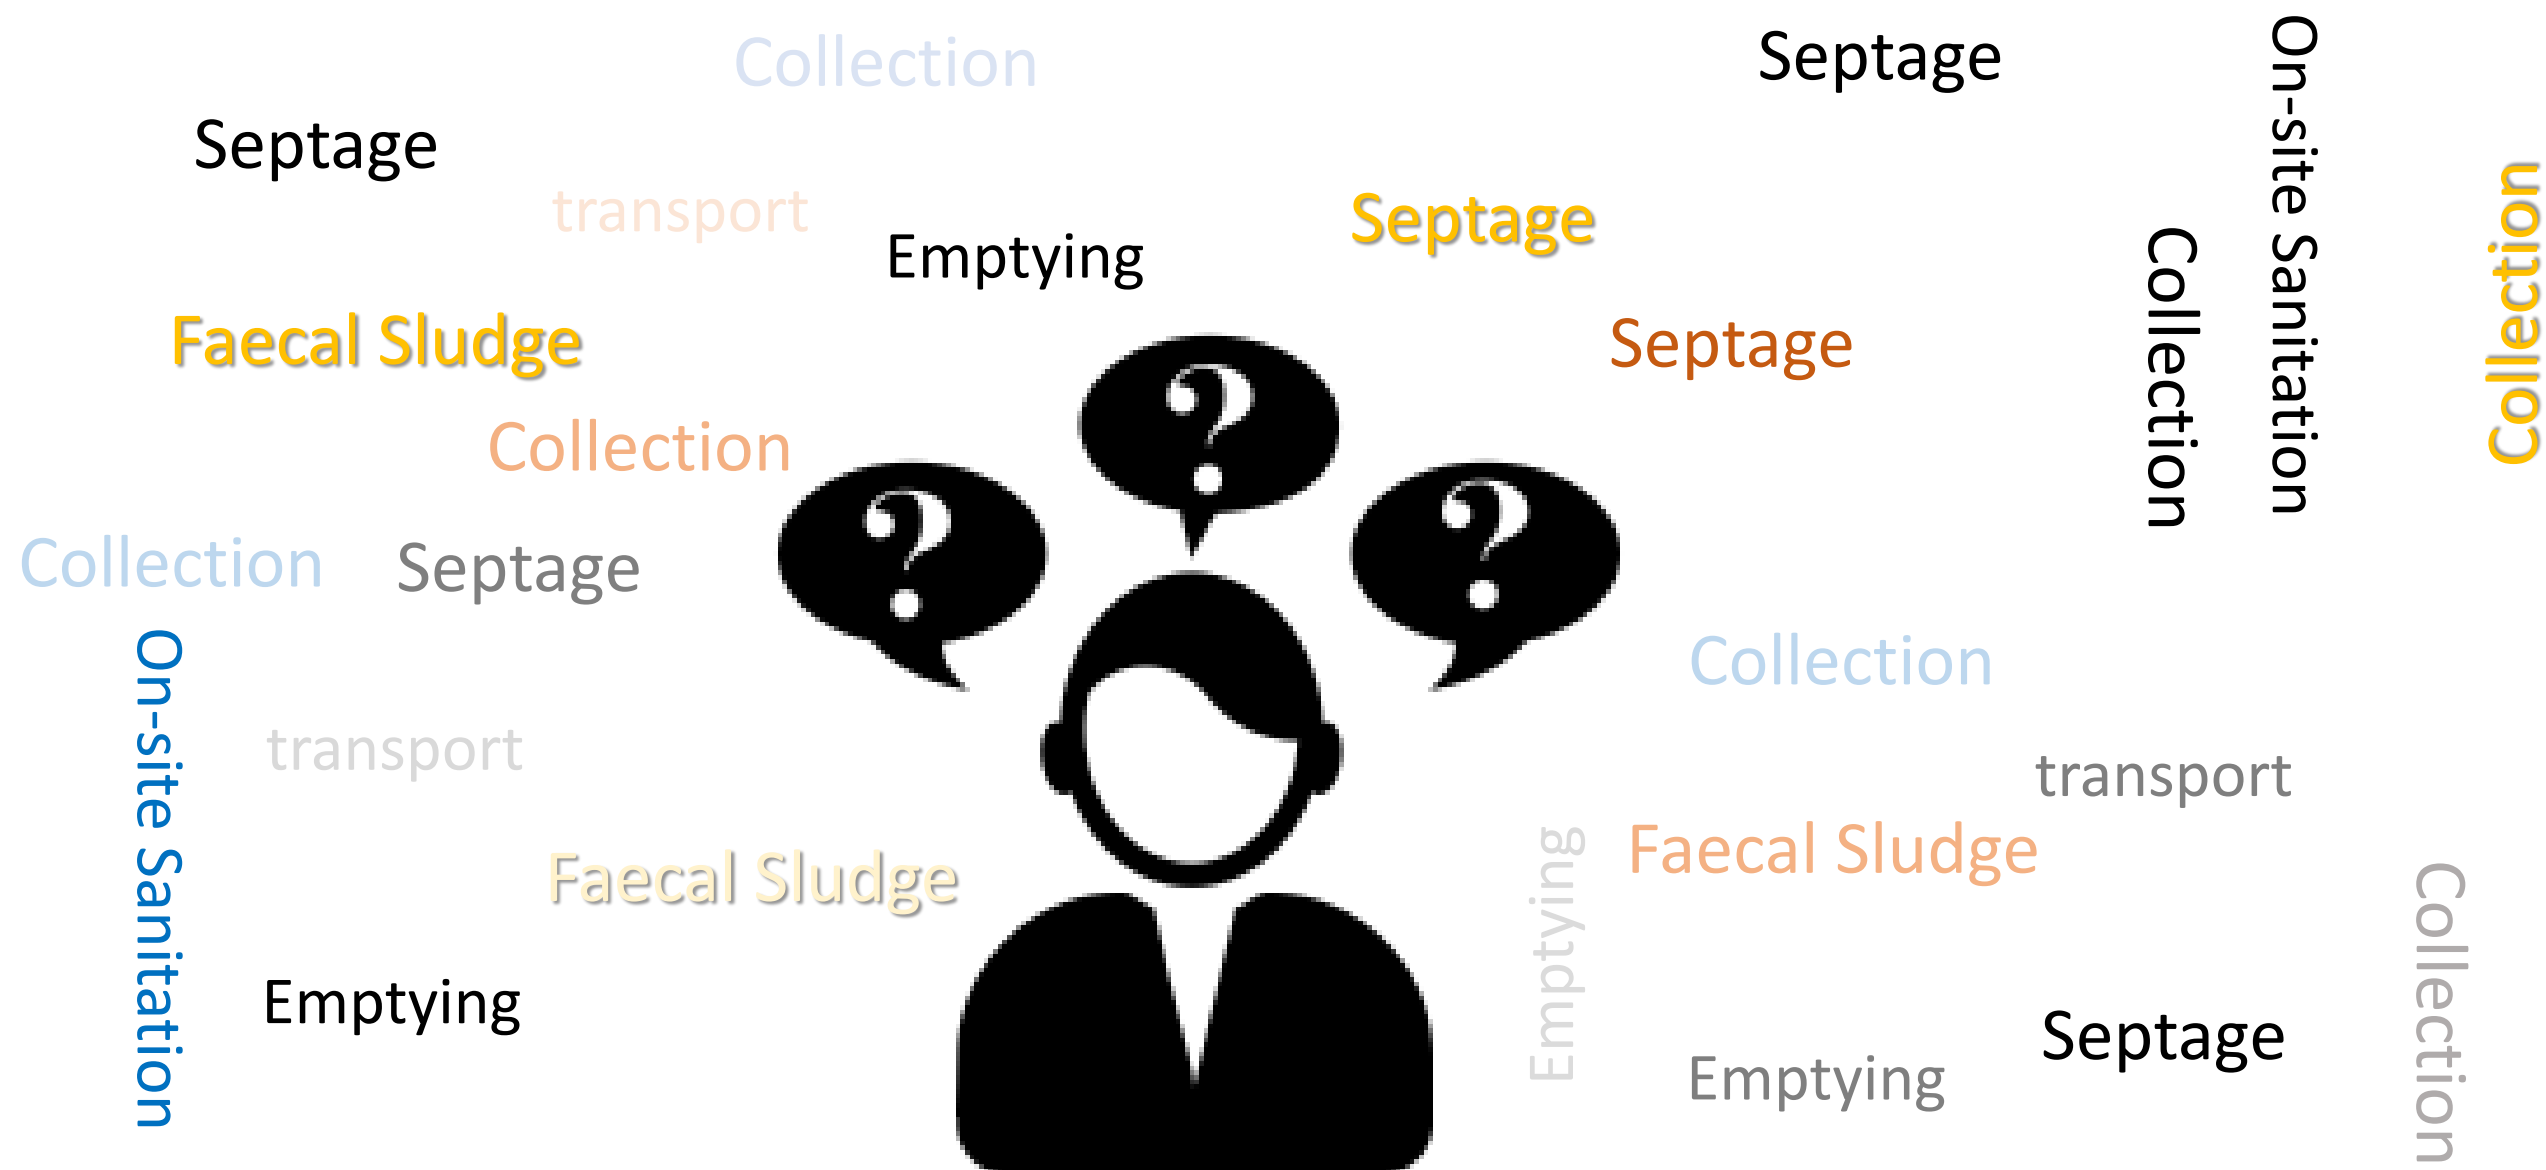 Collection
Septage
On-site Sanitation
Septage
transport
Emptying
Septage
Collection
Collection
Faecal Sludge
Septage
Collection
?
?
?
Collection
Septage
On-site Sanitation
Collection
transport
transport
Faecal Sludge
Faecal Sludge
Emptying
Collection
Emptying
Septage
Emptying